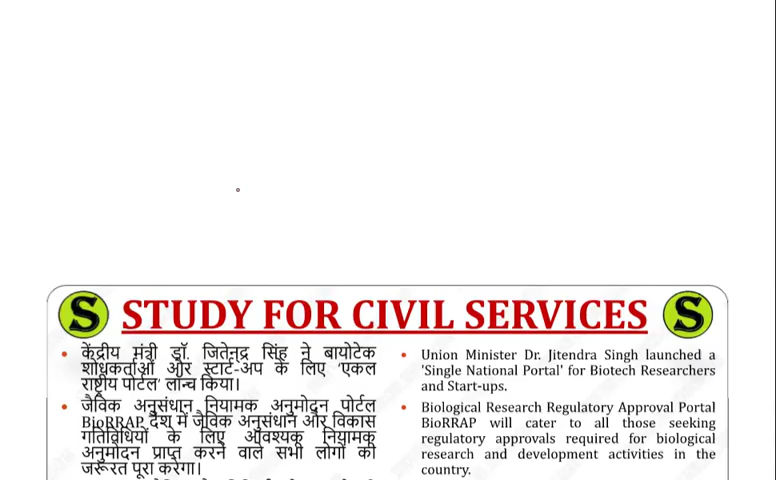 S STUDY FOR CIVIL SERVICES S
• केंद्रीय मंत्री डॉ. जितेन्द्र सिंह ने बायोटेक
शोधकर्ताओं और स्टार्ट-अप के लिए 'एकल
राष्ट्रीय पोर्टल' लॉन्च किया।
• जैविक अनुसंधान नियामक अनुमोदन पोर्टल
BioRRAP देश में जैविक अनुसंधान और विकास
गतिविधियों के लिए आवश्यक नियामक
अनुमोदन प्राप्त करने वाले सभी लोगों की
जरूरत पूरा करेगा।
• Union Minister Dr. Jitendra Singh launched a
'Single National Portal' for Biotech Researchers
and Start-ups.
• Biological Research Regulatory Approval Portal
BioRRAP will cater to all those seeking
regulatory approvals required for biological
research and development activities in the
country.